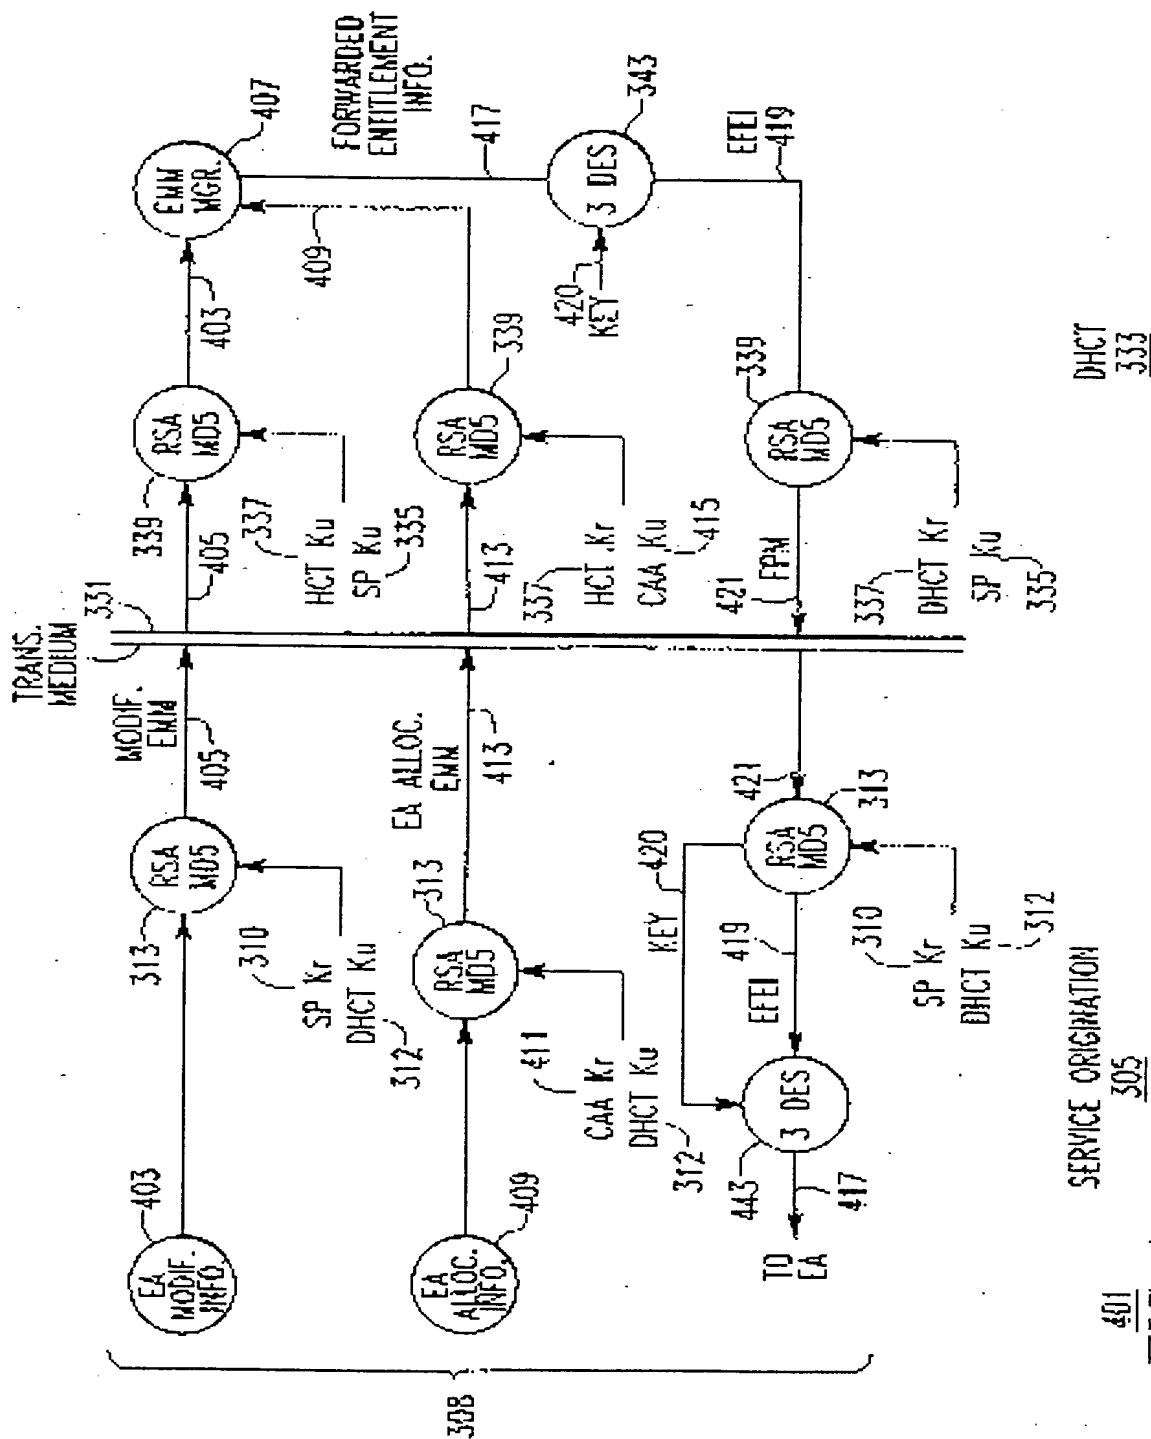 TRANS.
MEDIUM
331
EA
MODIF.
INFO.
403
313
RSA
MD5
MODIF.
EMM
405
310
SP Kr
DHCT Ku
312
405
339
RSA
MD5
337
HCT Ku
SP Ku
335
403
EMM
MGR.
407
EA
ALLOC.
INFO.
409
RSA
MD5
313
EA ALLOC.
EMM
413
411
CAA Kr
DHCT Ku
312
413
RSA
MD5
339
337
HCT Kr
CAA Ku
415
409
FORWARDED
ENTITLEMENT
INFO.
417
420
KEY
3 DES
343
EFEI
419
RSA
MD5
339
337
DHCT Kr
SP Ku
335
421
FPM
421
RSA
MD5
313
310
SP Kr
DHCT Ku
312
KEY
420
EFEI
419
3 DES
443
417
TO
EA
308
SERVICE ORIGINATION
305
DHCT
333
401